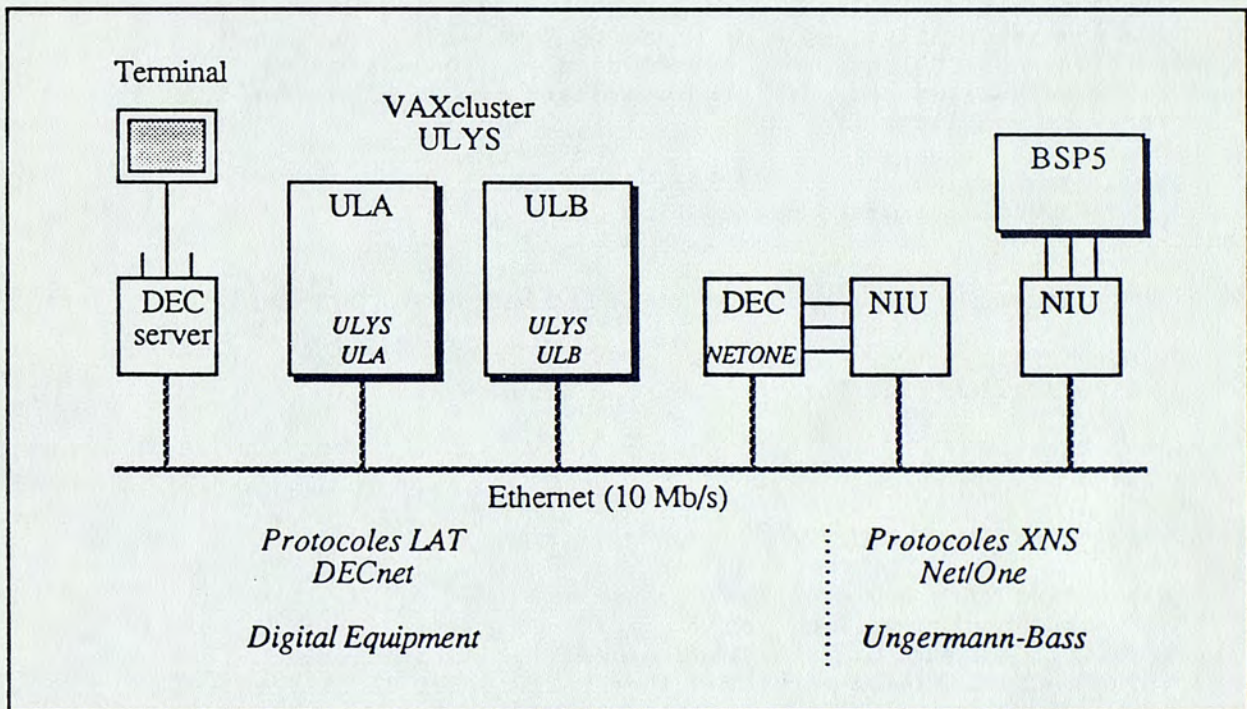 Terminal
VAXcluster
ULYS
BSP5
ULA
ULB
DEC
server
ULYS
ULA
ULYS
ULB
DEC
NETONE
NIU
NIU
Ethernet (10 Mb/s)
Protocoles LAT
DECnet
Protocoles XNS
Net/One
Digital Equipment
Ungermann-Bass